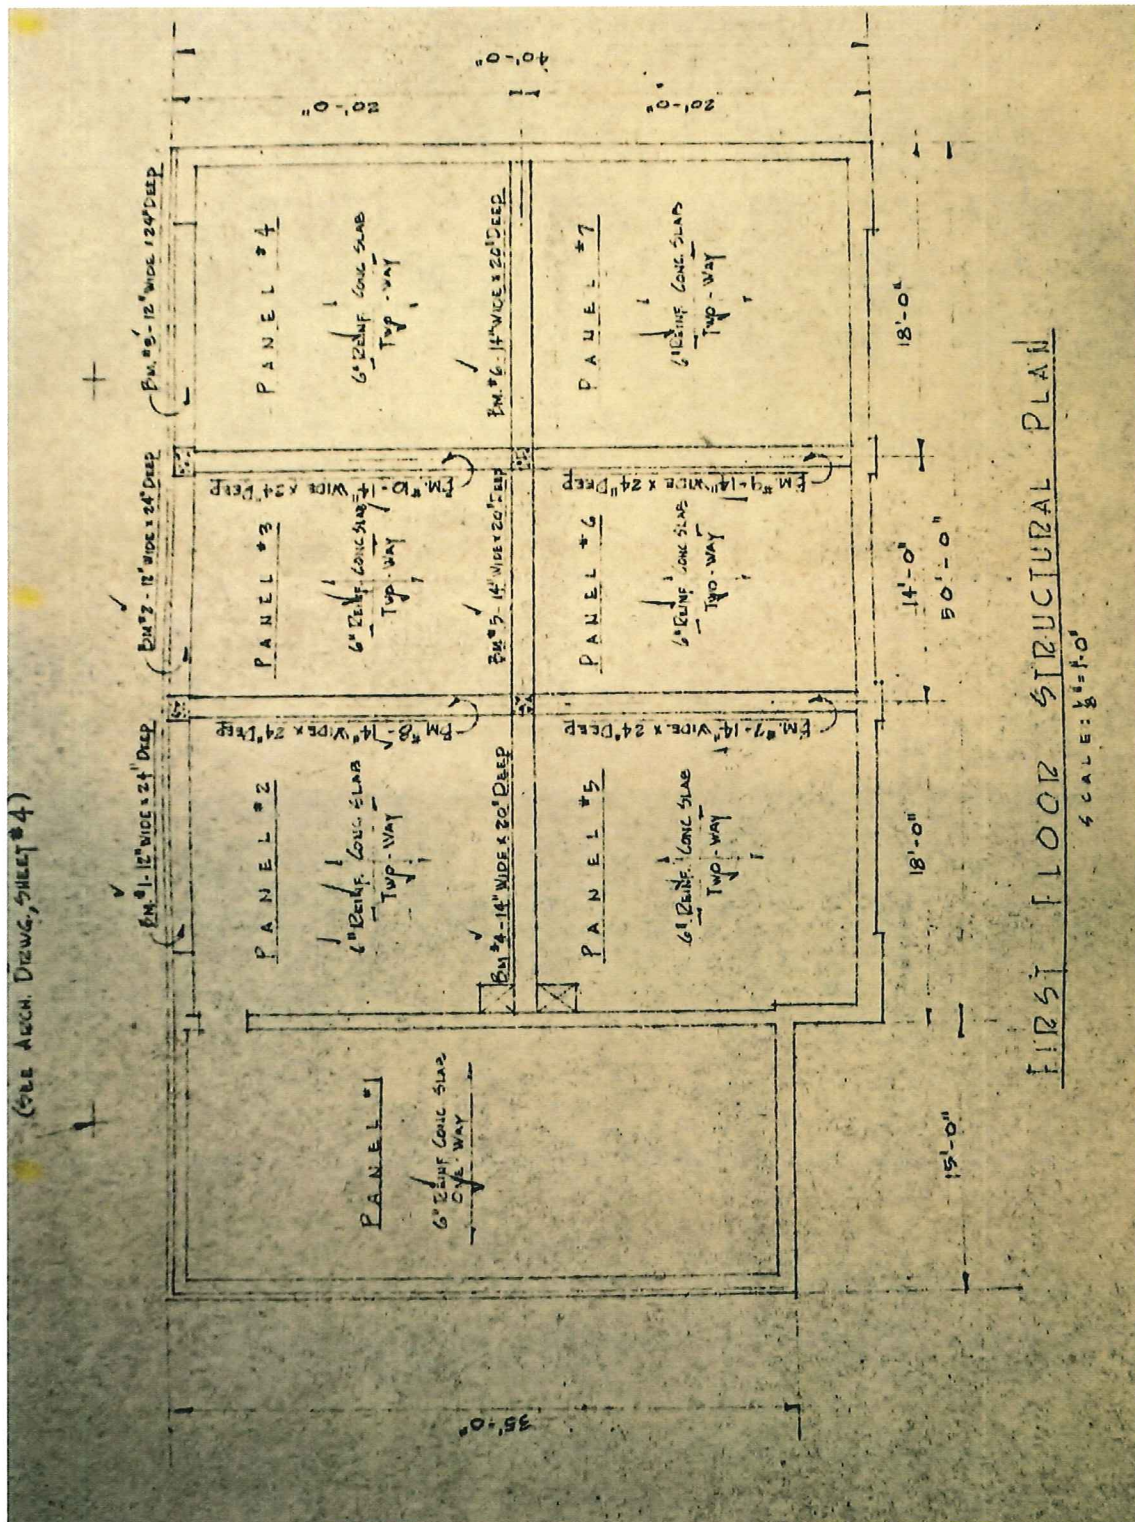 (SEE ARCH. DRWG., SHEET #4)
BM. #1 - 12" WIDE x 24" DEEP
BM #2 - 12" WIDE x 24" DEEP
BM. #3 - 12" WIDE x 24" DEEP
40'-0"
20'-0"
20'-0"
35'-0"
PANEL #1
6" REINF CONC SLAB
ONE-WAY
PANEL #2
6" REINF. CONC SLAB
TWO-WAY
BM. #8 - 14" WIDE x 24" DEEP
PANEL #3
6" REINF. CONC SLAB
TWO-WAY
BM. #10 - 14" WIDE x 24" DEEP
PANEL #4
6" REINF CONC SLAB
TWO-WAY
BM #4 - 14" WIDE x 20" DEEP
BM #5 - 14" WIDE x 20" DEEP
BM. #6 - 14" WIDE x 20" DEEP
PANEL #5
6" REINF. CONC SLAB
TWO-WAY
BM. #7 - 14" WIDE x 24" DEEP
PANEL #6
6" REINF CONC SLAB
TWO-WAY
BM. #9 - 14" WIDE x 24" DEEP
PANEL #7
6" REINF CONC SLAB
TWO-WAY
18'-0"
14'-0"
18'-0"
15'-0"
50'-0"
FIRST FLOOR STRUCTURAL PLAN
SCALE: 1/8"=1'-0"